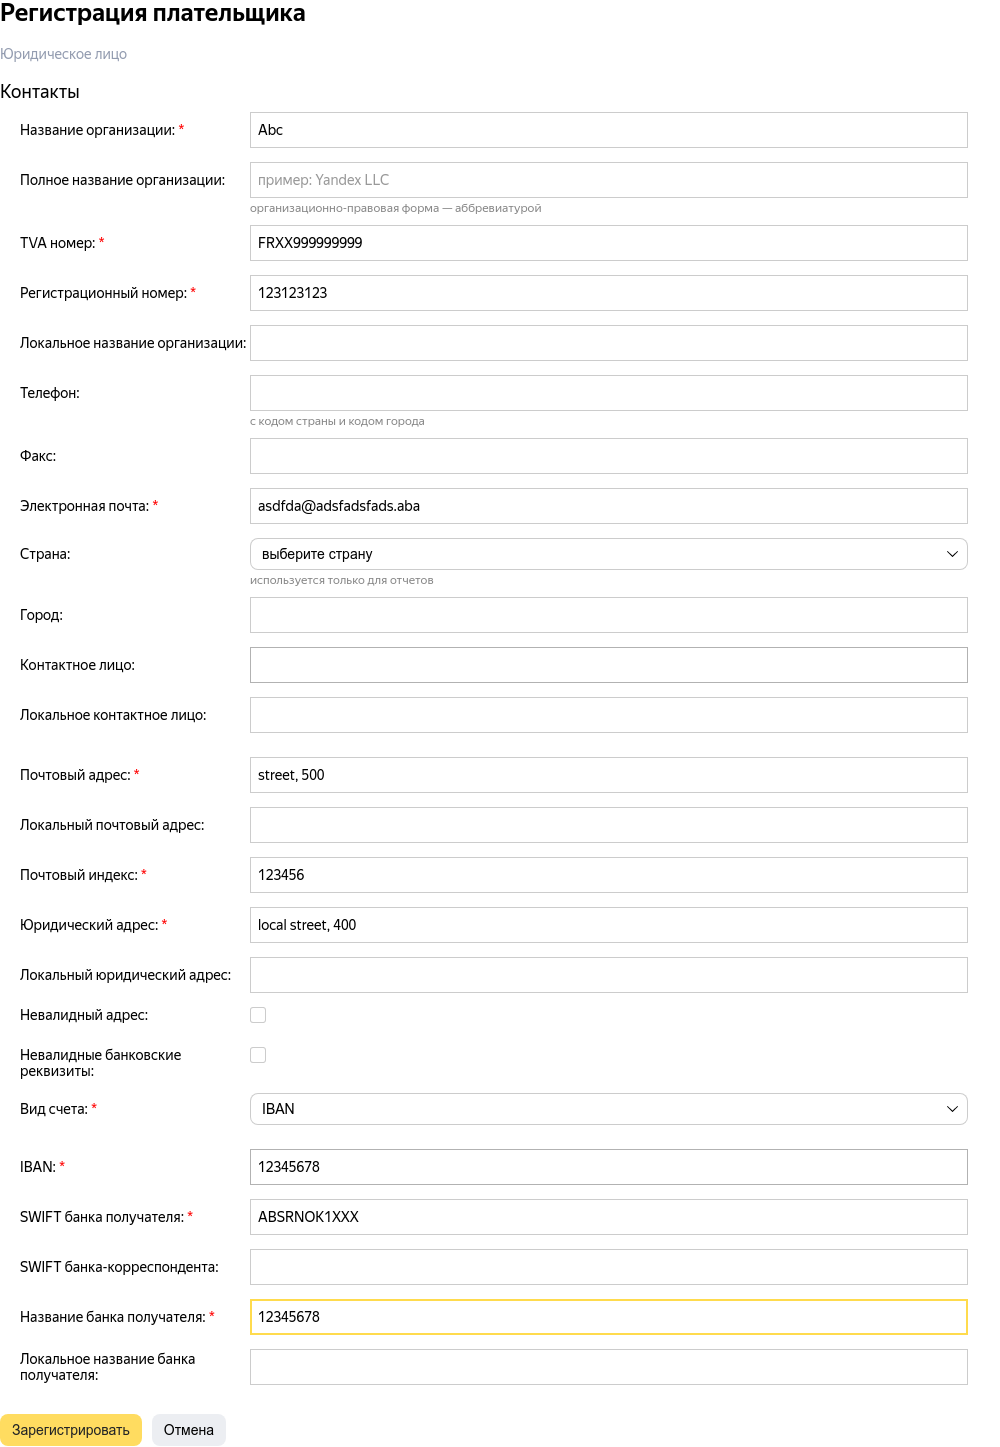 Регистрация плательщика
Юридическое лицо
Контакты
Название организации: * Abc
Полное название организации: пример: Yandex LLC
организационно-правовая форма — аббревиатурой
TVA номер: * FRXX999999999
Регистрационный номер: * 123123123
Локальное название организации:
Телефон:
с кодом страны и кодом города
Факс:
Электронная почта: * asdfda@adsfadsfads.aba
Страна: выберите страну
используется только для отчетов
Город:
Контактное лицо:
Локальное контактное лицо:
Почтовый адрес: * street, 500
Локальный почтовый адрес:
Почтовый индекс: * 123456
Юридический адрес: * local street, 400
Локальный юридический адрес:
Невалидный адрес:
Невалидные банковские
реквизиты:
Вид счета: * IBAN
IBAN: * 12345678
SWIFT банка получателя: * ABSRNOK1XXX
SWIFT банка-корреспондента:
Название банка получателя: * 12345678
Локальное название банка
получателя:
Зарегистрировать Отмена